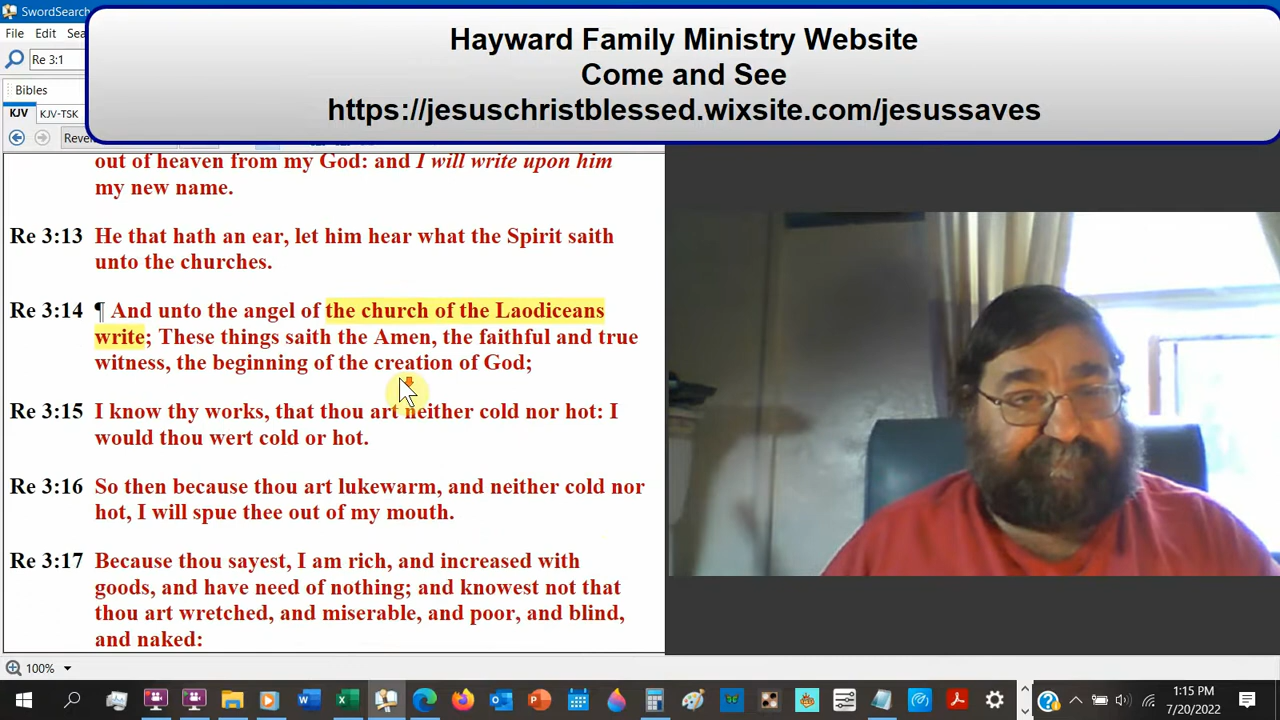 SwordSearch
Hayward Family Ministry Website
Come and See
https://jesuschristblessed.wixsite.com/jesussaves
File Edit Sea
Re 3:1
Bibles
KJV KJV-TSK
Reve
out of heaven from my God: and I will write upon him
my new name.
Re 3:13 He that hath an ear, let him hear what the Spirit saith
unto the churches.
Re 3:14 ¶ And unto the angel of the church of the Laodiceans
write; These things saith the Amen, the faithful and true
witness, the beginning of the creation of God;
Re 3:15 I know thy works, that thou art neither cold nor hot: I
would thou wert cold or hot.
Re 3:16 So then because thou art lukewarm, and neither cold nor
hot, I will spue thee out of my mouth.
Re 3:17 Because thou sayest, I am rich, and increased with
goods, and have need of nothing; and knowest not that
thou art wretched, and miserable, and poor, and blind,
and naked:
100%
1:15 PM
7/20/2022